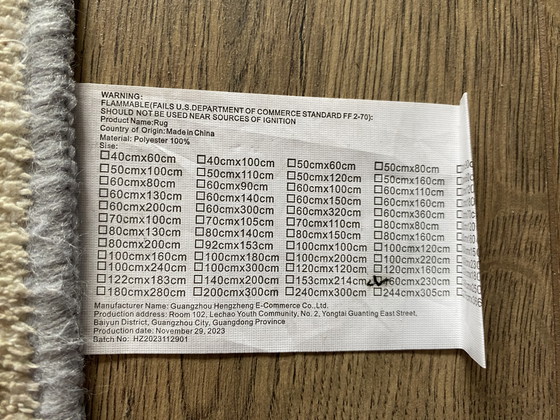 WARNING:
FLAMMABLE(FAILS U.S.DEPARTMENT OF COMMERCE STANDARD FF 2-70):
SHOULD NOT BE USED NEAR SOURCES OF IGNITION
Product Name:Rug
Country of Origin:Made in China
Material: Polyester 100%
Size:
☐40cmx60cm ☐40cmx100cm ☐50cmx60cm ☐50cmx80cm
☐50cmx100cm ☐50cmx110cm ☐50cmx120cm ☐50cmx160cm
☐60cmx80cm ☐60cmx90cm ☐60cmx100cm ☐60cmx110cm
☐60cmx130cm ☐60cmx140cm ☐60cmx150cm ☐60cmx160cm
☐60cmx200cm ☐60cmx300cm ☐60cmx320cm ☐60cmx360cm
☐70cmx100cm ☐70cmx105cm ☐70cmx110cm ☐80cmx110cm
☐80cmx130cm ☐80cmx140cm ☐80cmx150cm ☐80cmx160cm
☐80cmx200cm ☐92cmx153cm ☐100cmx100cm ☐100cmx120cm
☐100cmx160cm ☐100cmx180cm ☐100cmx200cm ☐100cmx220cm
☐100cmx240cm ☐100cmx300cm ☐120cmx120cm ☐120cmx160cm
☐122cmx183cm ☐140cmx200cm ☐153cmx214cm 60cmx230cm
☐180cmx280cm ☐200cmx300cm ☐240cmx300cm ☐244cmx305cm
Manufacturer Name: Guangzhou Hengzheng E-Commerce Co.,Ltd.
Production address: Room 102, Lechao Youth Community, No. 2, Yongtai Guanting East Street,
Baiyun District, Guangzhou City, Guangdong Province
Production date: November 29, 2023
Batch No: HZ2023112901